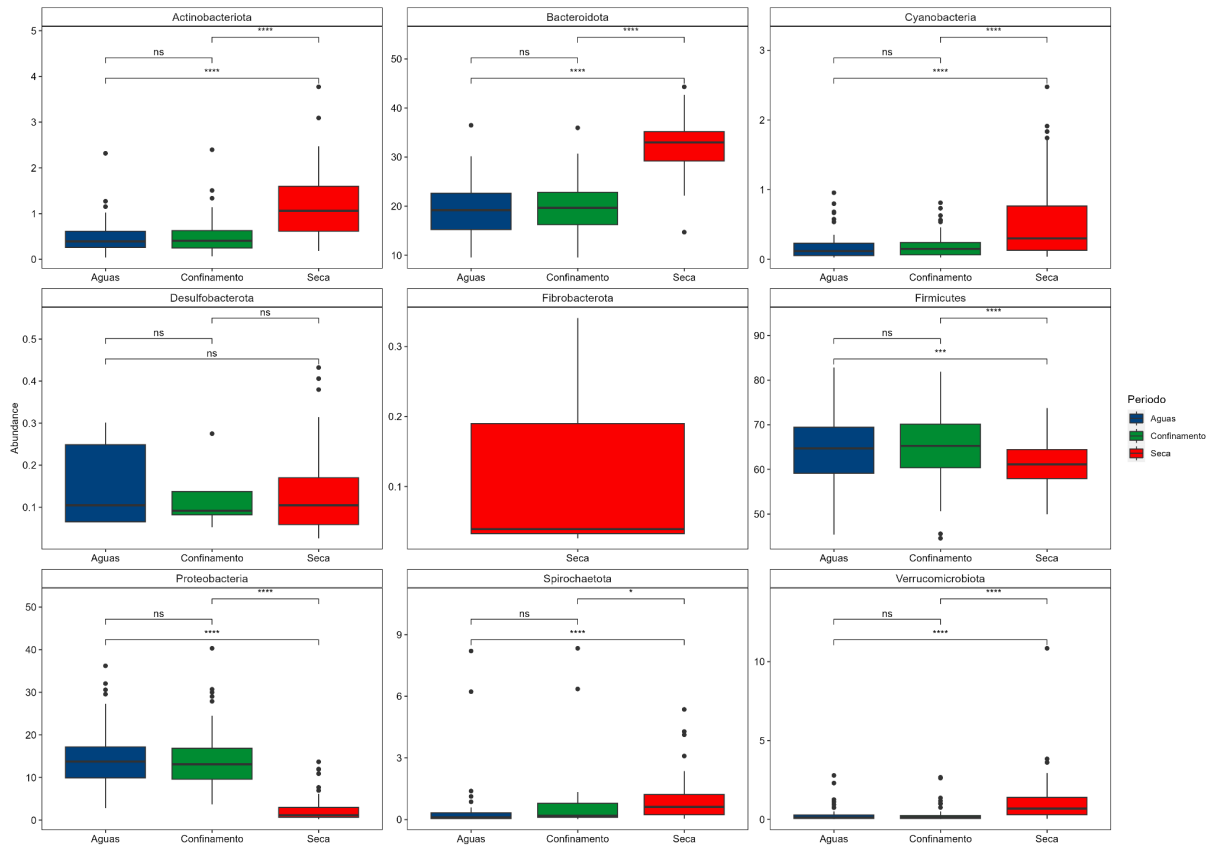 Actinobacteriota
Bacteroidota
Cyanobacteria
5
4
3
2
1
0
ns
****
****
Aguas Confinamento Seca
50
40
30
20
10
ns
****
****
Aguas Confinamento Seca
3
2
1
0
ns
****
****
Aguas Confinamento Seca
Abundance
Desulfobacterota
Fibrobacterota
Firmicutes
0.5
0.4
0.3
0.2
0.1
ns
ns
ns
Aguas Confinamento Seca
0.3
0.2
0.1
Seca
90
80
70
60
50
ns
****
***
Aguas Confinamento Seca
Proteobacteria
Spirochaetota
Verrucomicrobiota
50
40
30
20
10
0
ns
****
****
Aguas Confinamento Seca
9
6
3
0
ns
*
****
Aguas Confinamento Seca
10
5
0
ns
****
****
Aguas Confinamento Seca
Periodo
Aguas
Confinamento
Seca